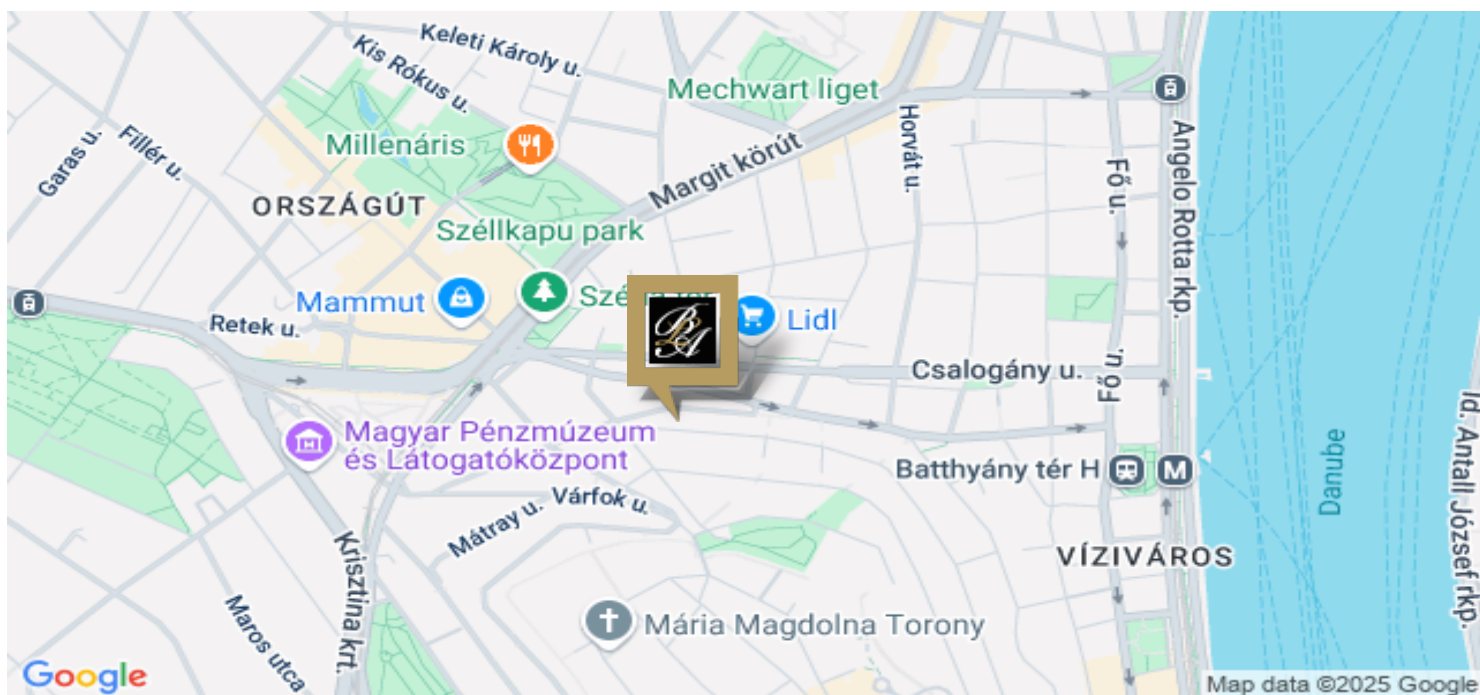 Keleti Károly u.
Kis Rókus u.
Mechwart liget
Garas u.
Fillér u.
Millenáris
Margit körút
Horvát u.
Fő u.
Angelo Rotta rkp.
ORSZÁGÚT
Széllkapu park
Mammut
Retek u.
Lidl
BA
Csalogány u.
Fő u.
Magyar Pénzmúzeum
és Látogatóközpont
Batthyány tér H
M
Danube
Id. Antall József rkp.
Várfok u.
Mátray u.
Krisztina krt.
VÍZIVÁROS
Maros utca
Mária Magdolna Torony
Google
Map data ©2025 Google